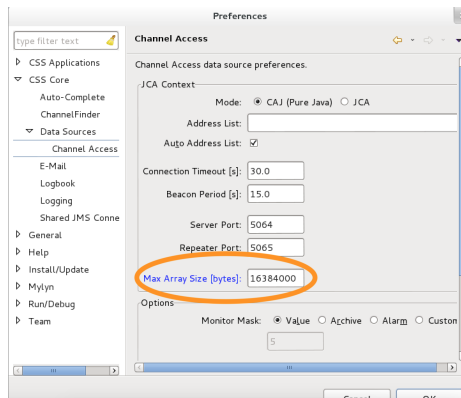 Preferences
type filter text
Channel Access
CSS Applications
CSS Core
Auto-Complete
ChannelFinder
Data Sources
Channel Access
E-Mail
Logbook
Logging
Shared JMS Conne
General
Help
Install/Update
Mylyn
Run/Debug
Team
Channel Access data source preferences.
JCA Context
Mode: CAJ (Pure Java) JCA
Address List:
Auto Address List:
Connection Timeout [s]: 30.0
Beacon Period [s]: 15.0
Server Port: 5064
Repeater Port: 5065
Max Array Size [bytes]: 16384000
Options
Monitor Mask: Value Archive Alarm Custom
5
Cancel OK